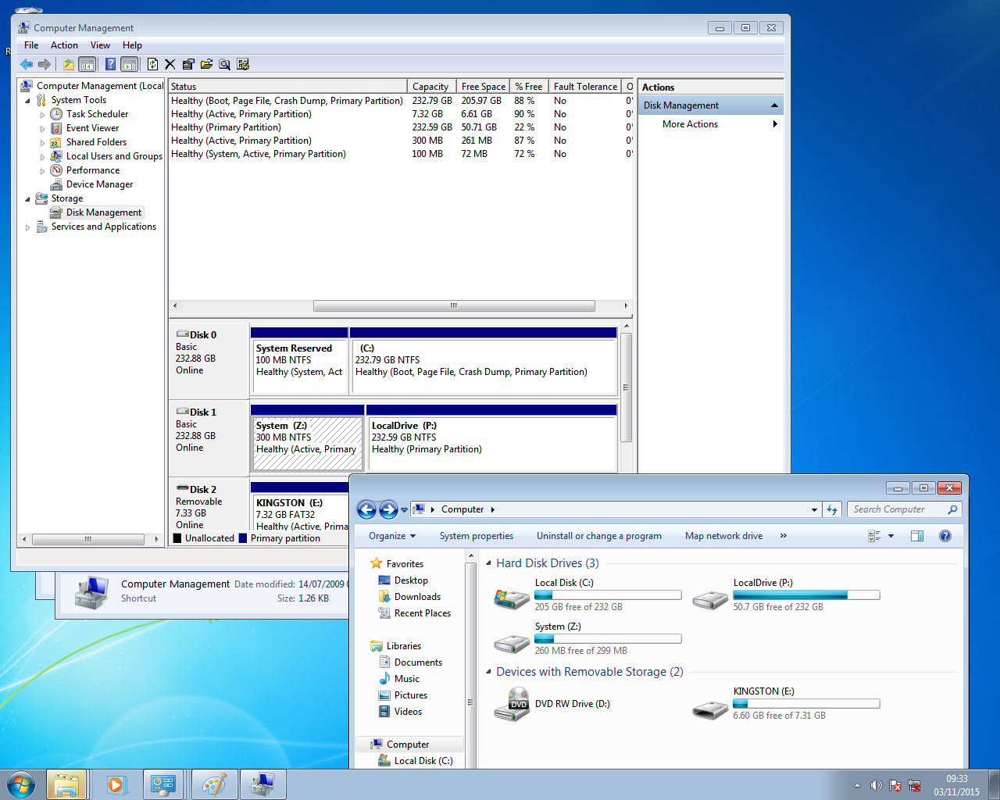 Computer Management
File Action View Help
Computer Management (Local
System Tools
Task Scheduler
Event Viewer
Shared Folders
Local Users and Groups
Performance
Device Manager
Storage
Disk Management
Services and Applications
Status Capacity Free Space % Free Fault Tolerance O
Healthy (Boot, Page File, Crash Dump, Primary Partition) 232.79 GB 205.97 GB 88 % No 0
Healthy (Active, Primary Partition) 7.32 GB 6.61 GB 90 % No 0
Healthy (Primary Partition) 232.59 GB 50.71 GB 22 % No 0
Healthy (Active, Primary Partition) 300 MB 261 MB 87 % No 0
Healthy (System, Active, Primary Partition) 100 MB 72 MB 72 % No 0
Actions
Disk Management
More Actions
Disk 0
Basic
232.88 GB
Online
System Reserved
100 MB NTFS
Healthy (System, Act
(C:)
232.79 GB NTFS
Healthy (Boot, Page File, Crash Dump, Primary Partition)
Disk 1
Basic
232.88 GB
Online
System (Z:)
300 MB NTFS
Healthy (Active, Primary
LocalDrive (P:)
232.59 GB NTFS
Healthy (Primary Partition)
Disk 2
Removable
7.33 GB
Online
KINGSTON (E:)
7.32 GB FAT32
Healthy (Active, Prima
Unallocated Primary partition
Computer Management Date modified: 14/07/2009 0
Shortcut Size: 1.26 KB
Computer
Search Computer
Organize System properties Uninstall or change a program Map network drive »
Favorites
Desktop
Downloads
Recent Places
Libraries
Documents
Music
Pictures
Videos
Computer
Local Disk (C:)
Hard Disk Drives (3)
Local Disk (C:)
205 GB free of 232 GB
LocalDrive (P:)
50.7 GB free of 232 GB
System (Z:)
260 MB free of 299 MB
Devices with Removable Storage (2)
DVD
DVD RW Drive (D:)
KINGSTON (E:)
6.60 GB free of 7.31 GB
R
09:33
03/11/2015